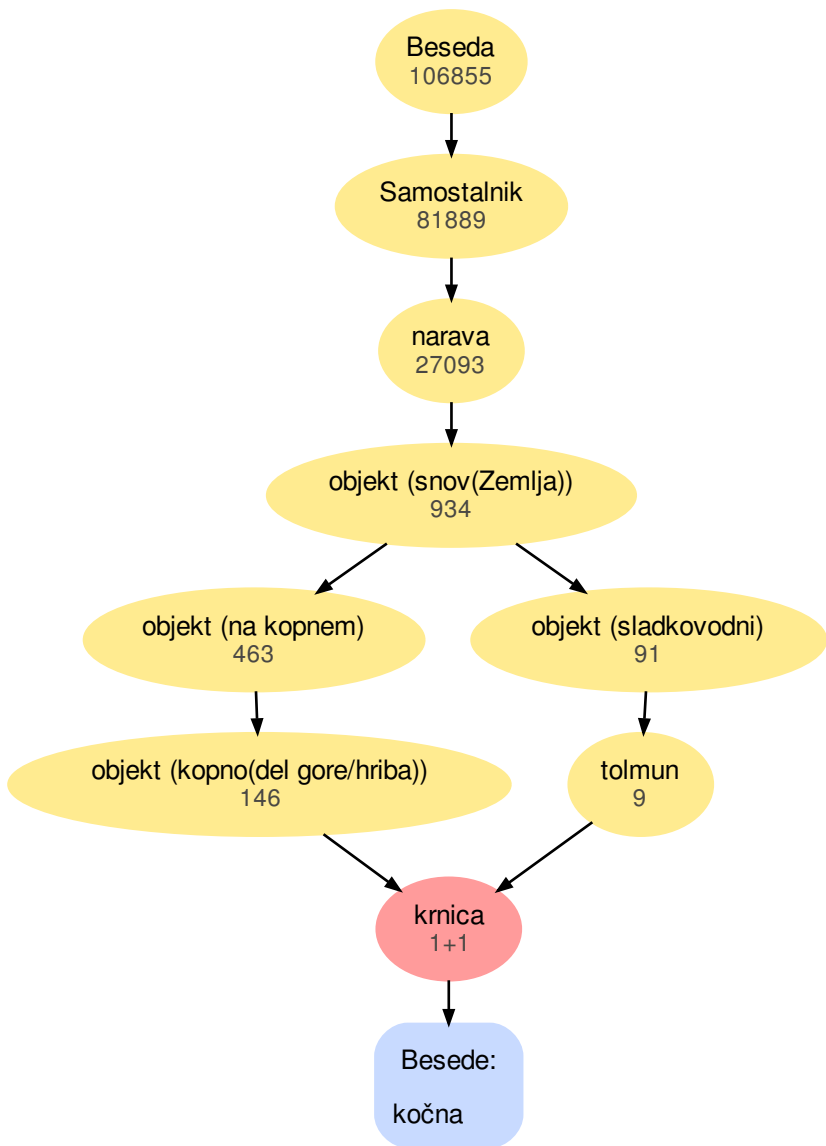 Beseda
106855
Samostalnik
81889
narava
27093
objekt (snov(Zemlja))
934
objekt (na kopnem)
463
objekt (sladkovodni)
91
objekt (kopno(del gore/hriba))
146
tolmun
9
krnica
1+1
Besede:
kočna